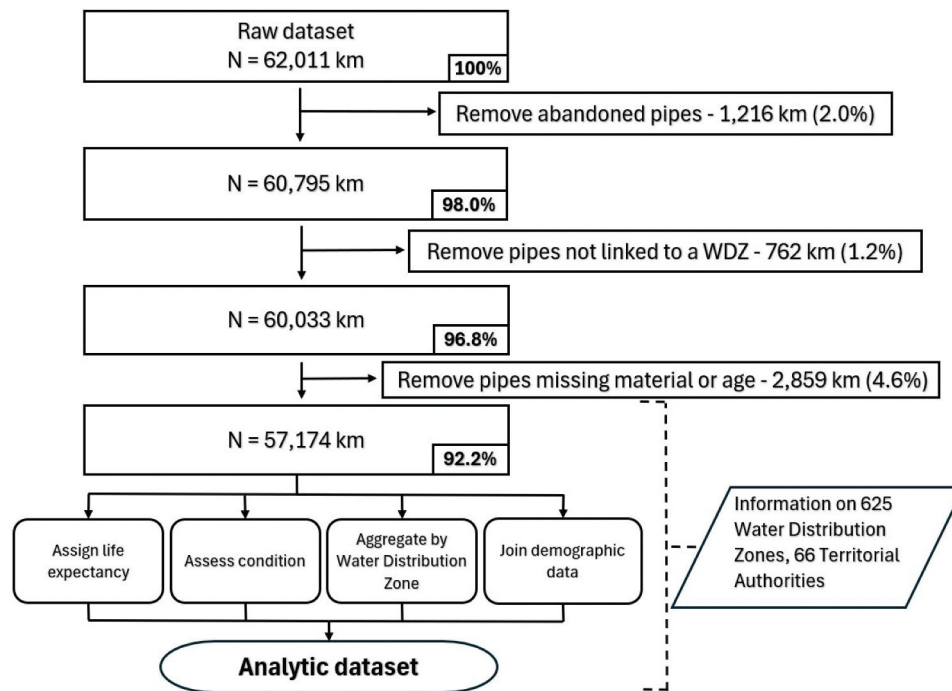 Raw dataset
N = 62,011 km
100%
Remove abandoned pipes - 1,216 km (2.0%)
N = 60,795 km
98.0%
Remove pipes not linked to a WDZ - 762 km (1.2%)
N = 60,033 km
96.8%
Remove pipes missing material or age - 2,859 km (4.6%)
N = 57,174 km
92.2%
Assign life
expectancy
Assess condition
Aggregate by
Water Distribution
Zone
Join demographic
data
Information on 625
Water Distribution
Zones, 66 Territorial
Authorities
Analytic dataset